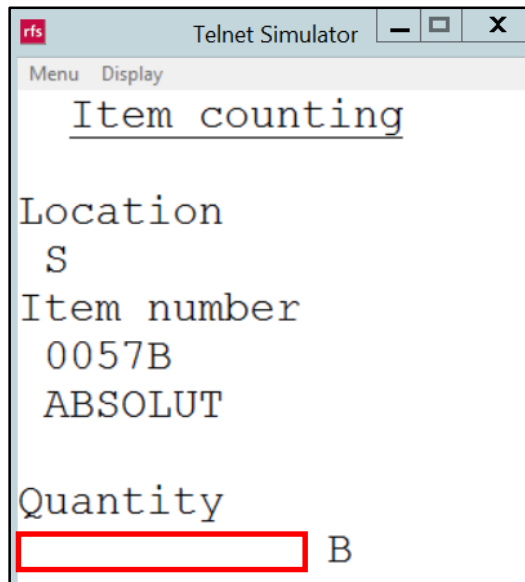 rfs Telnet Simulator
Menu Display
Item counting
Location
S
Item number
0057B
ABSOLUT
Quantity
B